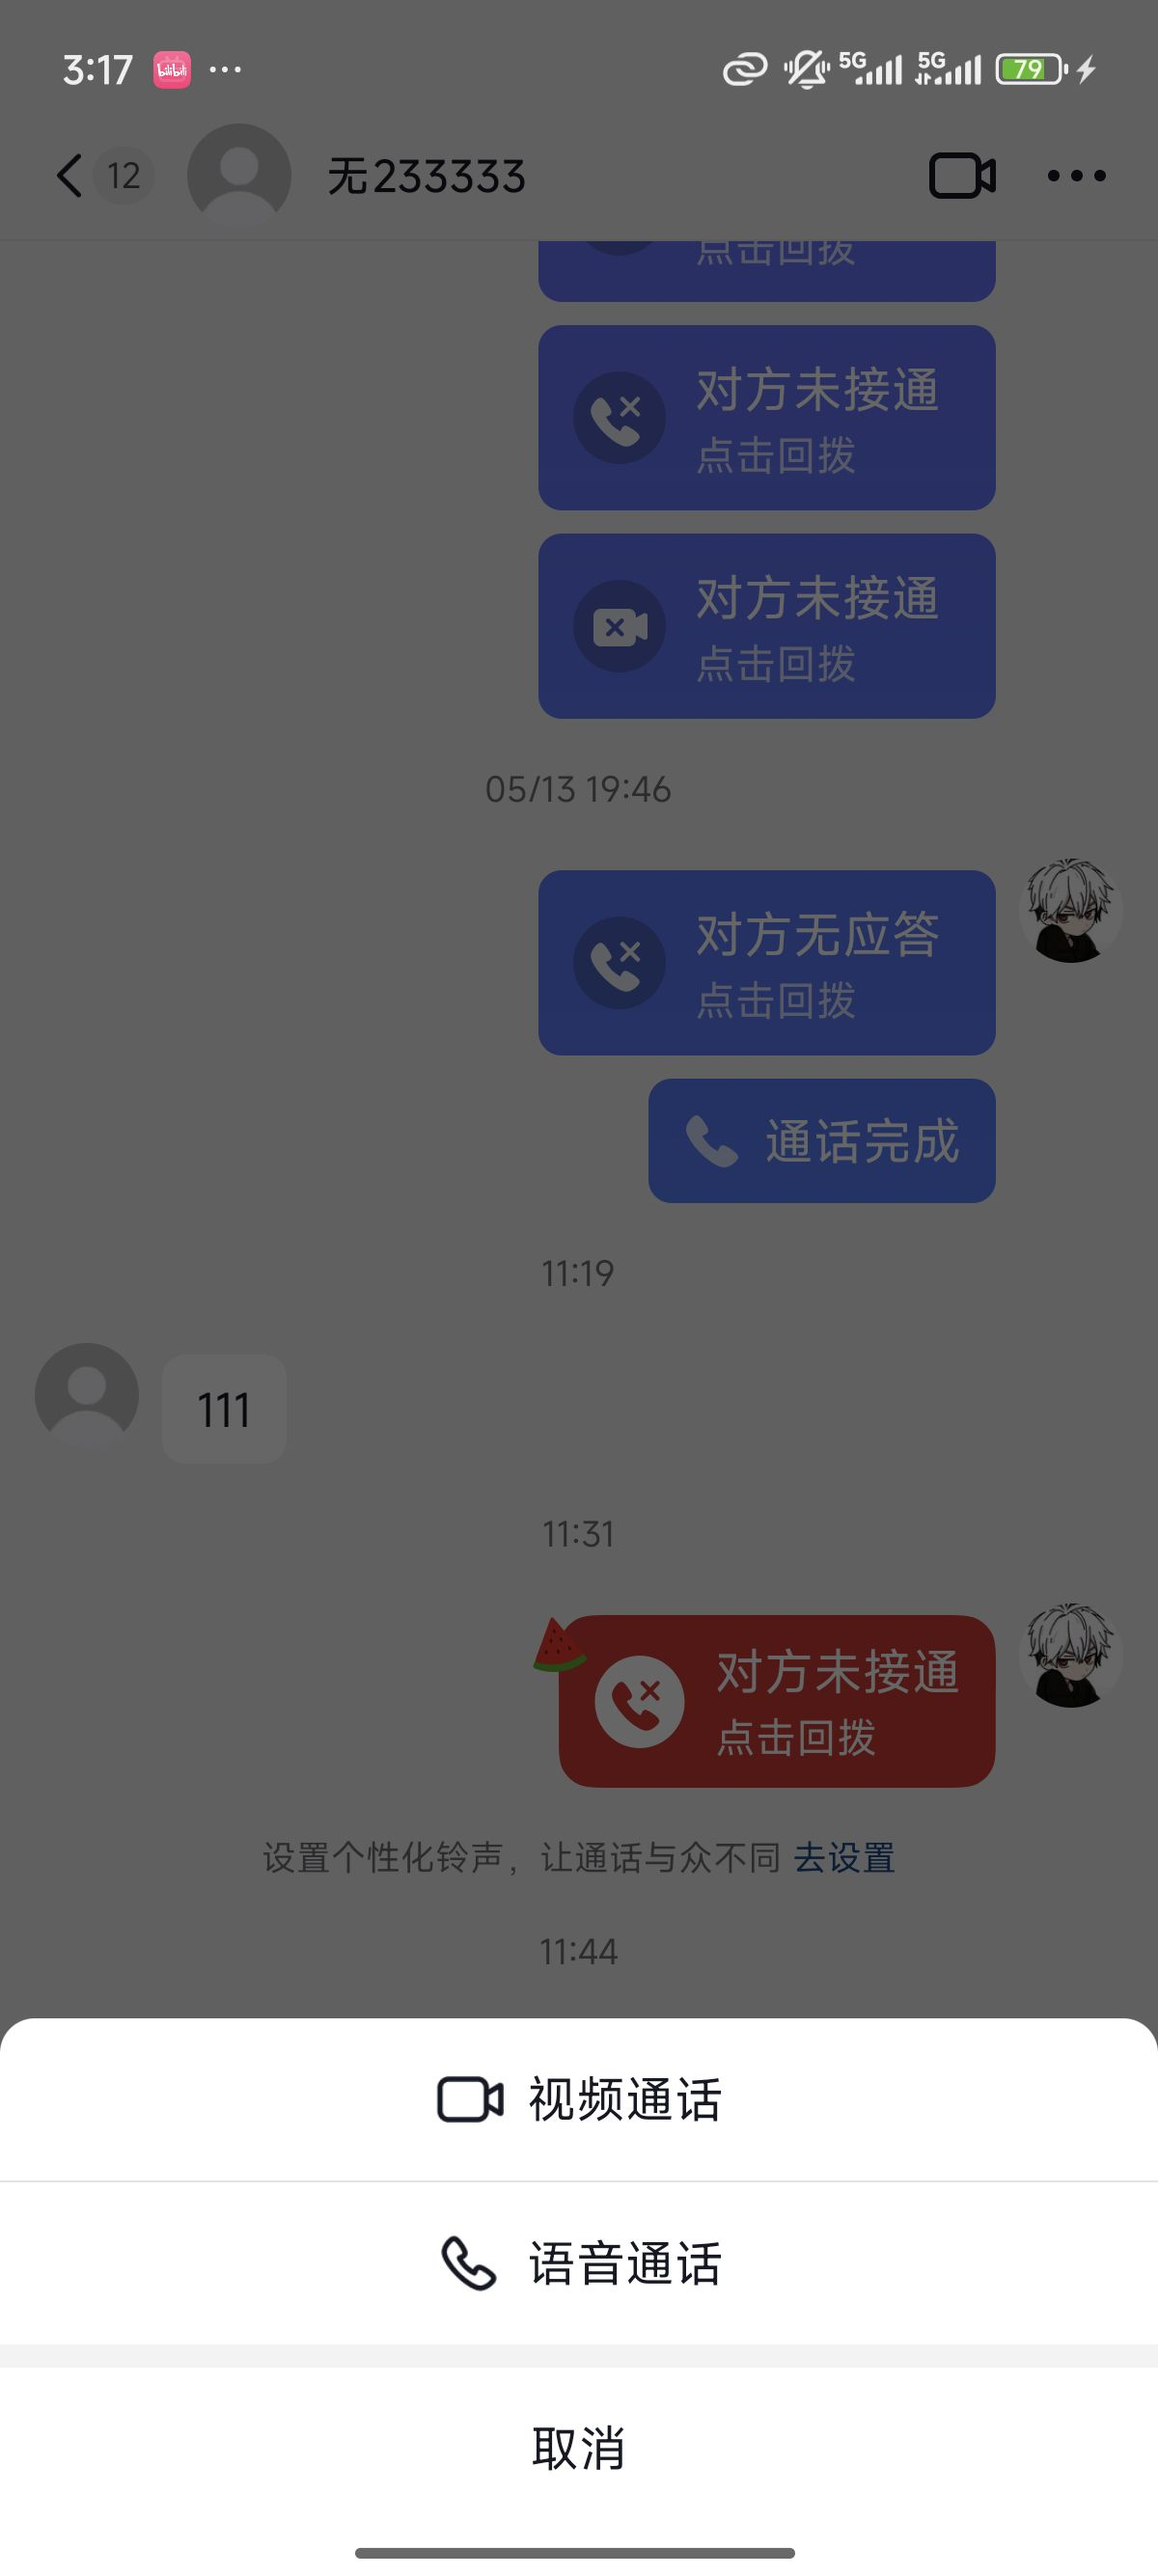 3:17
bilibili
5G
5G
79
12
无233333
点击回拨
对方未接通
点击回拨
对方未接通
点击回拨
05/13 19:46
对方无应答
点击回拨
通话完成
11:19
111
11:31
对方未接通
点击回拨
设置个性化铃声，让通话与众不同 去设置
11:44
视频通话
语音通话
取消